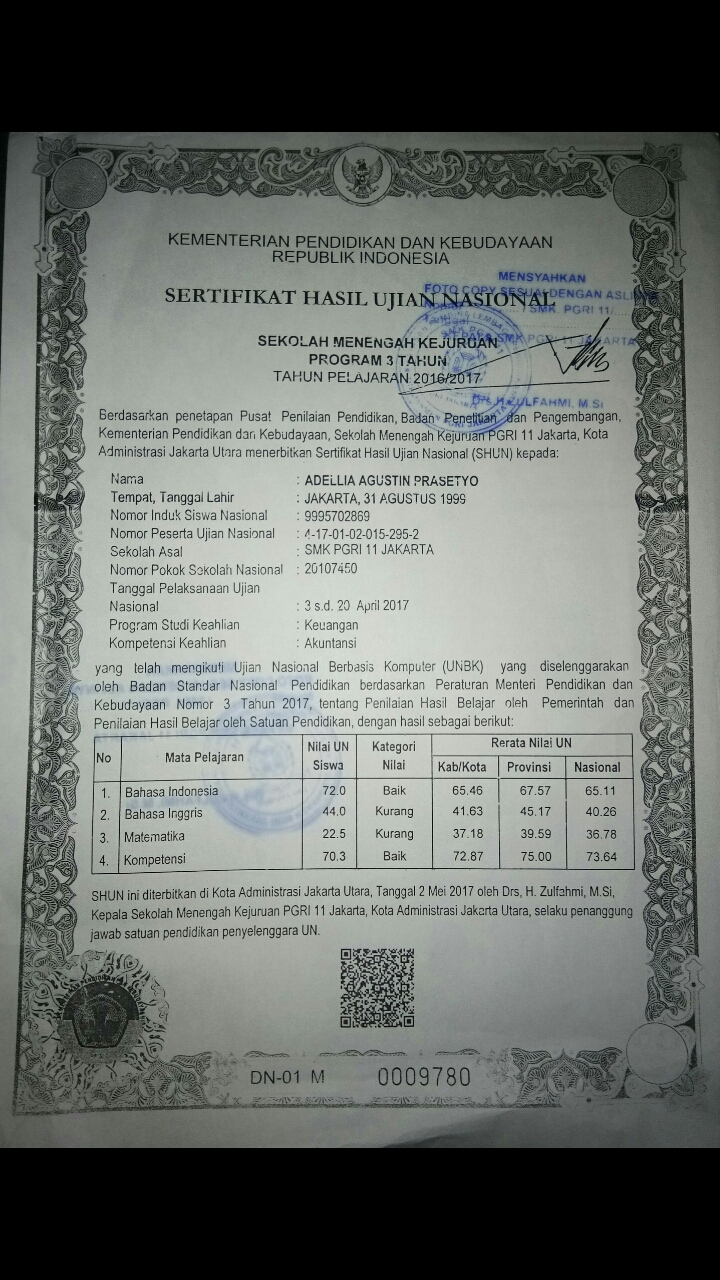 KEMENTERIAN PENDIDIKAN DAN KEBUDAYAAN
REPUBLIK INDONESIA
MENSYAHKAN
FOTO COPY SESUAI DENGAN ASLI
SERTIFIKAT HASIL UJIAN NASIONAL
SMK PGRI 11
SEKOLAH MENENGAH KEJURUAN
SMK PGRI 11 JAKARTA
PROGRAM 3 TAHUN
TAHUN PELAJARAN 2016/2017
H. ZULFAHMI, M Si
Berdasarkan penetapan Pusat Penilaian Pendidikan, Badan Penelitian dan Pengembangan,
Kementerian Pendidikan dan Kebudayaan, Sekolah Menengah Kejuruan PGRI 11 Jakarta, Kota
Administrasi Jakarta Utara menerbitkan Sertifikat Hasil Ujian Nasional (SHUN) kepada:
Nama : ADELLIA AGUSTIN PRASETYO
Tempat, Tanggal Lahir : JAKARTA, 31 AGUSTUS 1999
Nomor Induk Siswa Nasional : 9995702869
Nomor Peserta Ujian Nasional : 4-17-01-02-015-295-2
Sekolah Asal : SMK PGRI 11 JAKARTA
Nomor Pokok Sekolah Nasional : 20107450
Tanggal Pelaksanaan Ujian
Nasional : 3 s.d. 20 April 2017
Program Studi Keahlian : Keuangan
Kompetensi Keahlian : Akuntansi
yang telah mengikuti Ujian Nasional Berbasis Komputer (UNBK) yang diselenggarakan
oleh Badan Standar Nasional Pendidikan berdasarkan Peraturan Menteri Pendidikan dan
Kebudayaan Nomor 3 Tahun 2017, tentang Penilaian Hasil Belajar oleh Pemerintah dan
Penilaian Hasil Belajar oleh Satuan Pendidikan, dengan hasil sebagai berikut:
No Mata Pelajaran Nilai UN Siswa Kategori Nilai Rerata Nilai UN
Kab/Kota Provinsi Nasional
1. Bahasa Indonesia 72.0 Baik 65.46 67.57 65.11
2. Bahasa Inggris 44.0 Kurang 41.63 45.17 40.26
3. Matematika 22.5 Kurang 37.18 39.59 36.78
4. Kompetensi 70.3 Baik 72.87 75.00 73.64
SHUN ini diterbitkan di Kota Administrasi Jakarta Utara, Tanggal 2 Mei 2017 oleh Drs, H. Zulfahmi, M.Si,
Kepala Sekolah Menengah Kejuruan PGRI 11 Jakarta, Kota Administrasi Jakarta Utara, selaku penanggung
jawab satuan pendidikan penyelenggara UN.
DN-01 M 0009780